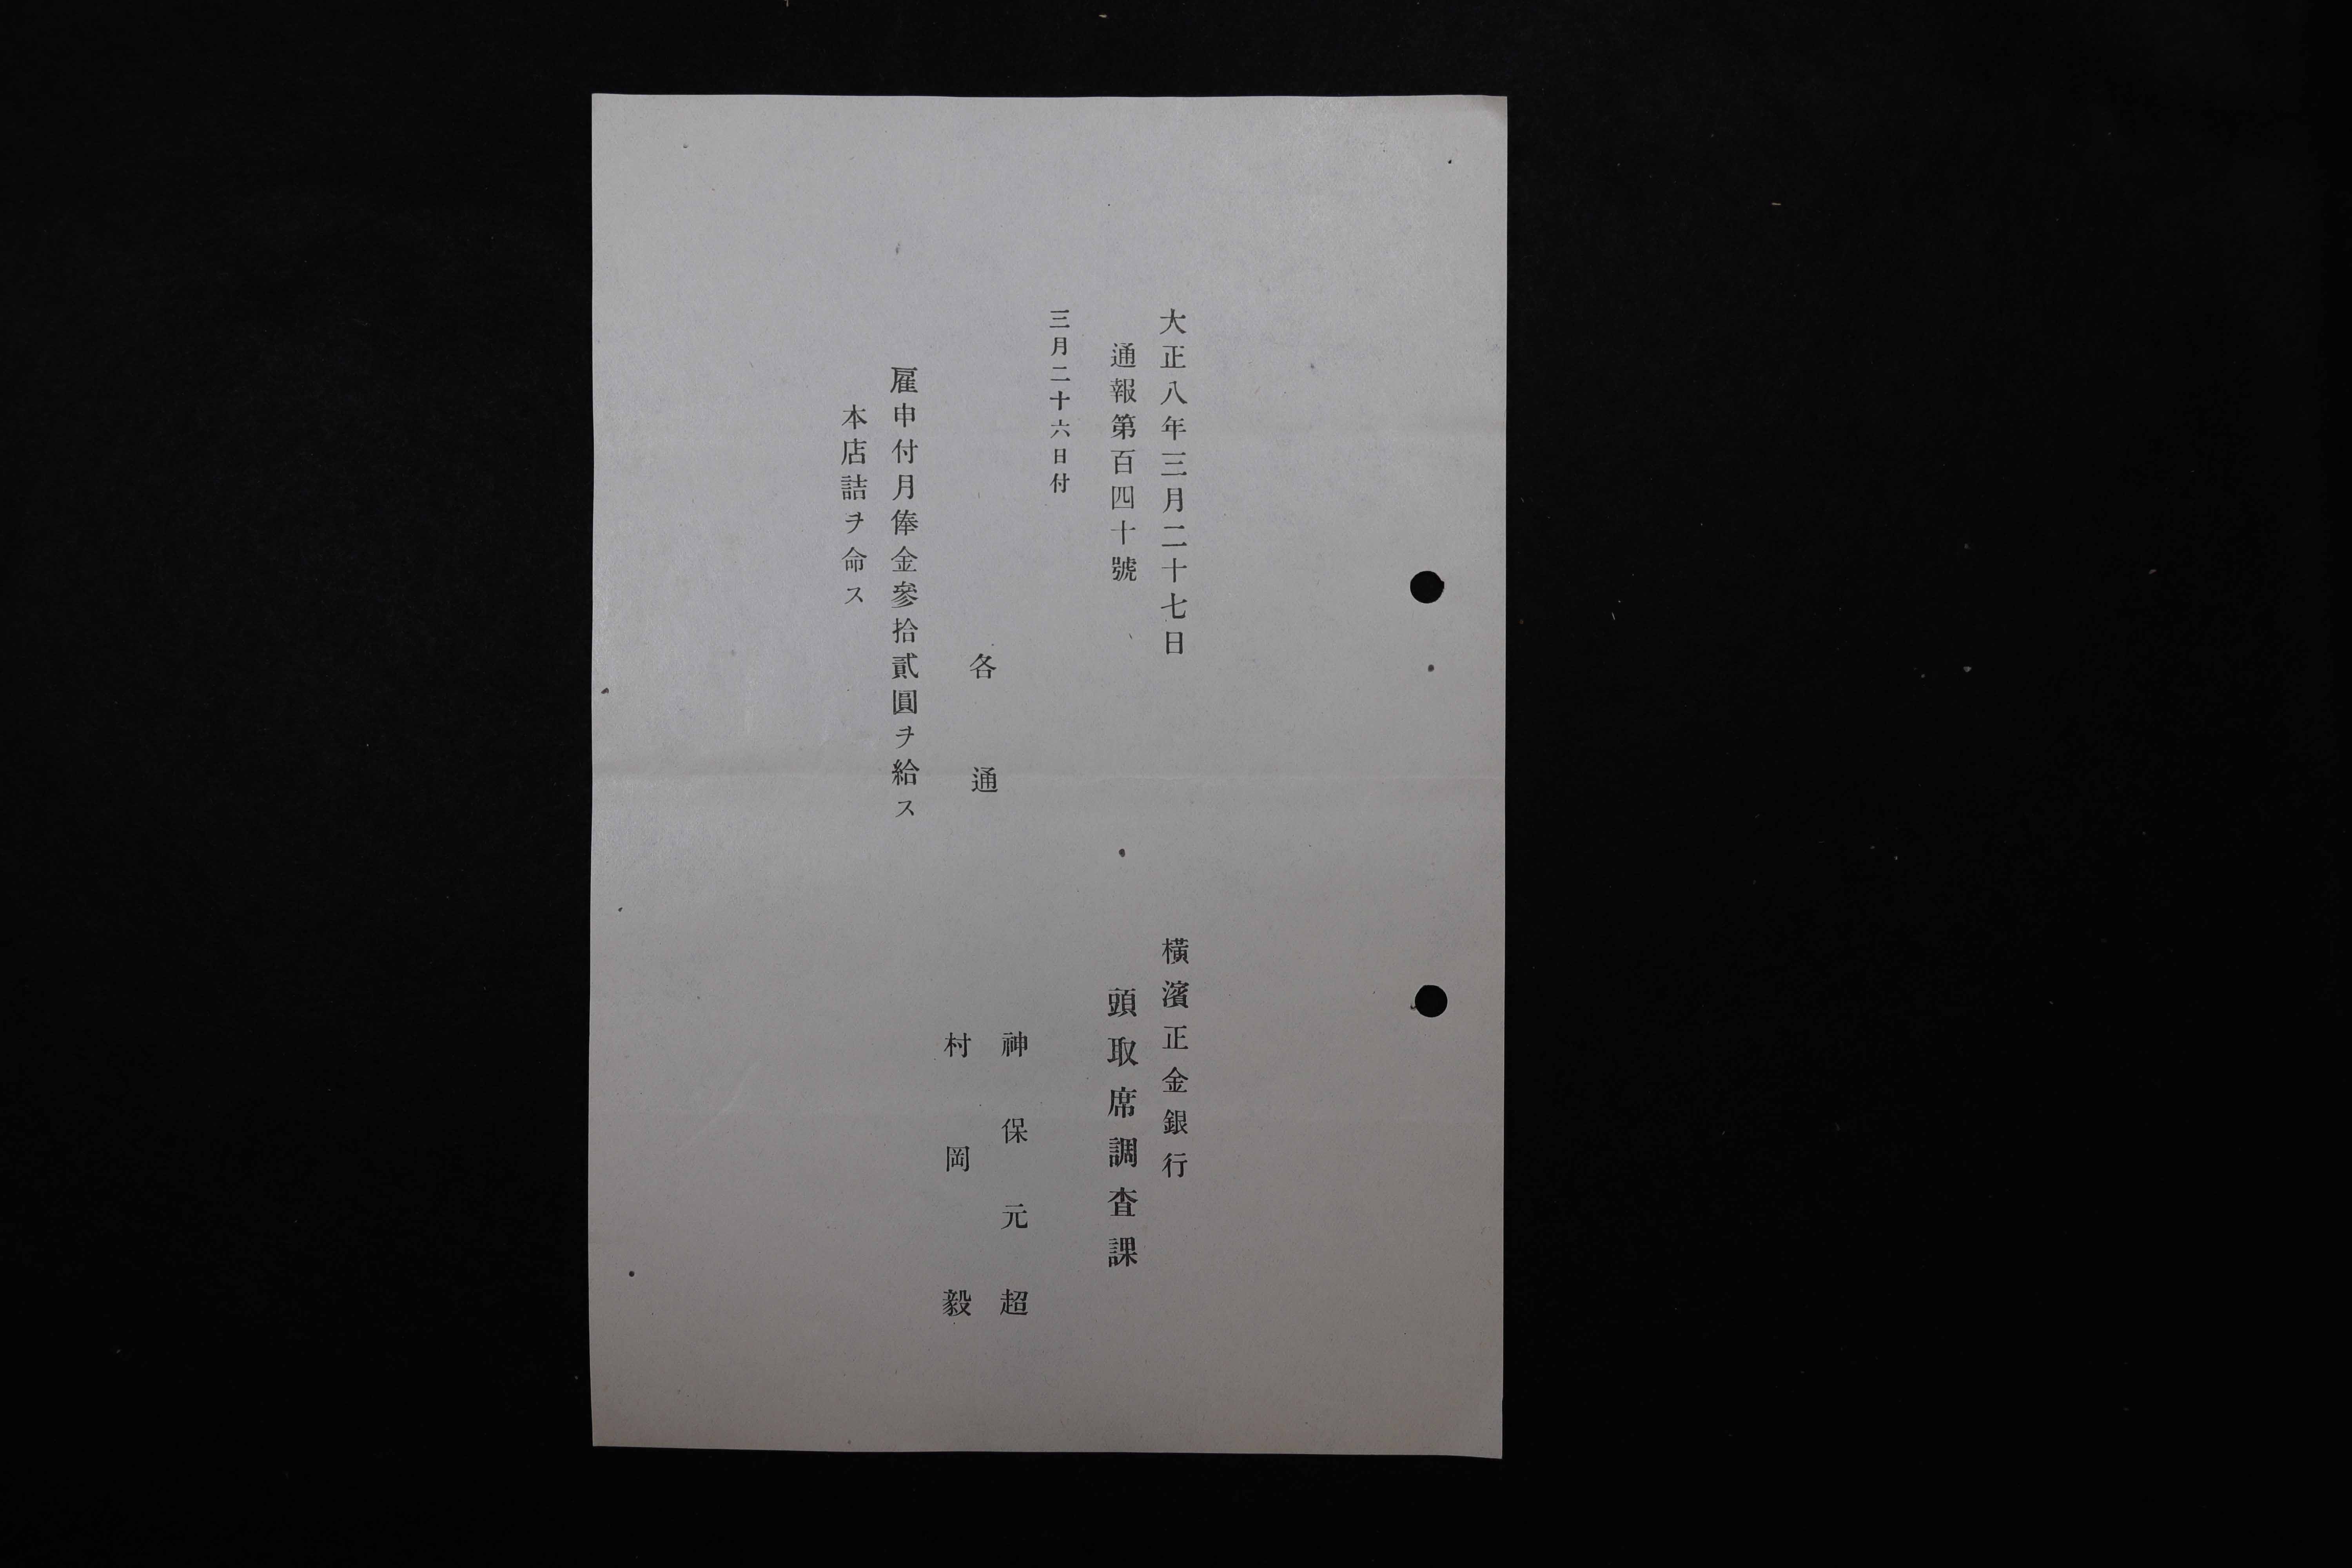 大正八年三月二十七日
橫濱正金銀行
通報第百四十號
頭取席調査課
三月二十六日付
神保元超
各通
村岡毅
雇申付月俸金參拾貳圓ヲ給ス
本店詰ヲ命ス